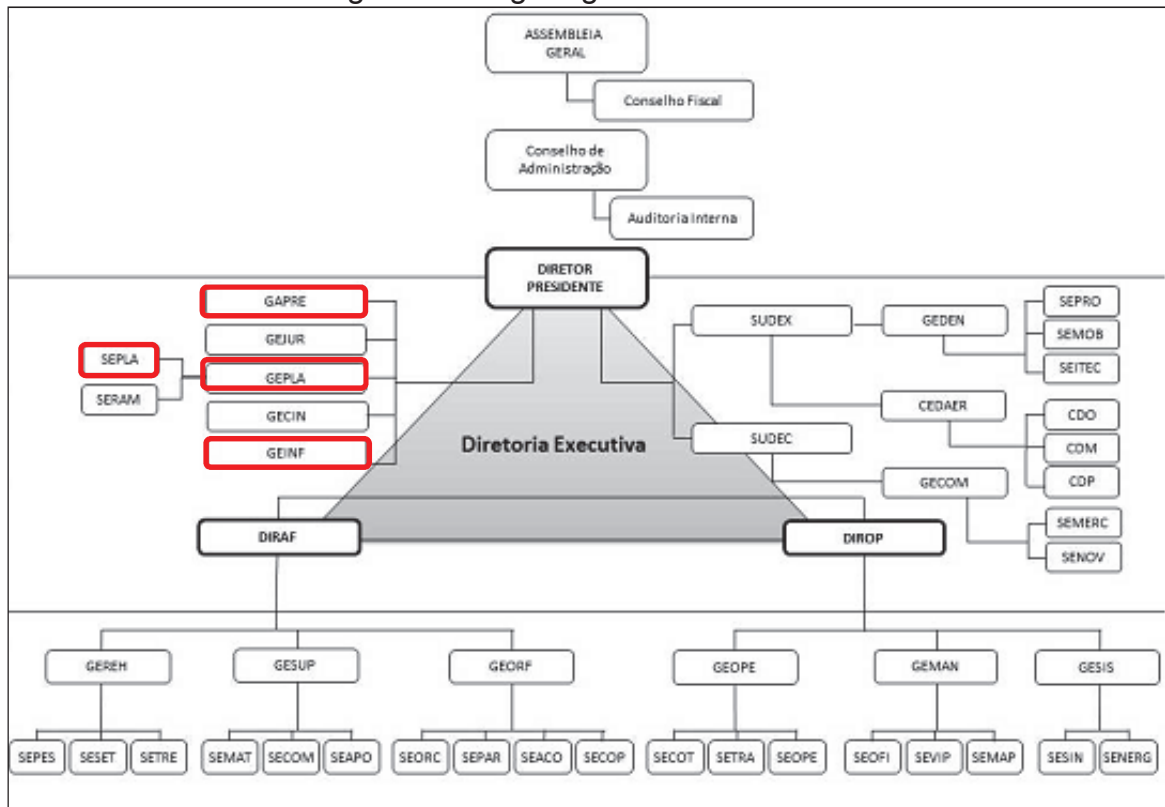 ASSEMBLEIA
GERAL
Conselho Fiscal
Conselho de
Administração
Auditoria Interna
DIRETOR
PRESIDENTE
GAPRE
GEJUR
SEPLA
GEPLA
SERAM
GECIN
GEINF
SUDEX
GEDEN
SEPRO
SEMOB
SEITEC
CEDAER
CDO
CDM
CDP
Diretoria Executiva
SUDEC
GECOM
SEMERC
SENOV
DIRAF
DIROP
GEREH
GESUP
GEORF
GEOPE
GEMAN
GESIS
SEPES
SESET
SETRE
SEMAT
SECOM
SEAPO
SEORC
SEPAR
SEACO
SECOP
SECOT
SETRA
SEOPE
SEOFI
SEVIP
SEMAP
SESIN
SENERG